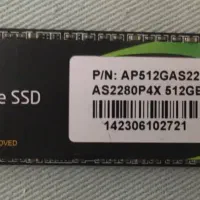 P/N: AP512GAS22
e SSD
AS2280P4X 512GB
OVED
142306102721